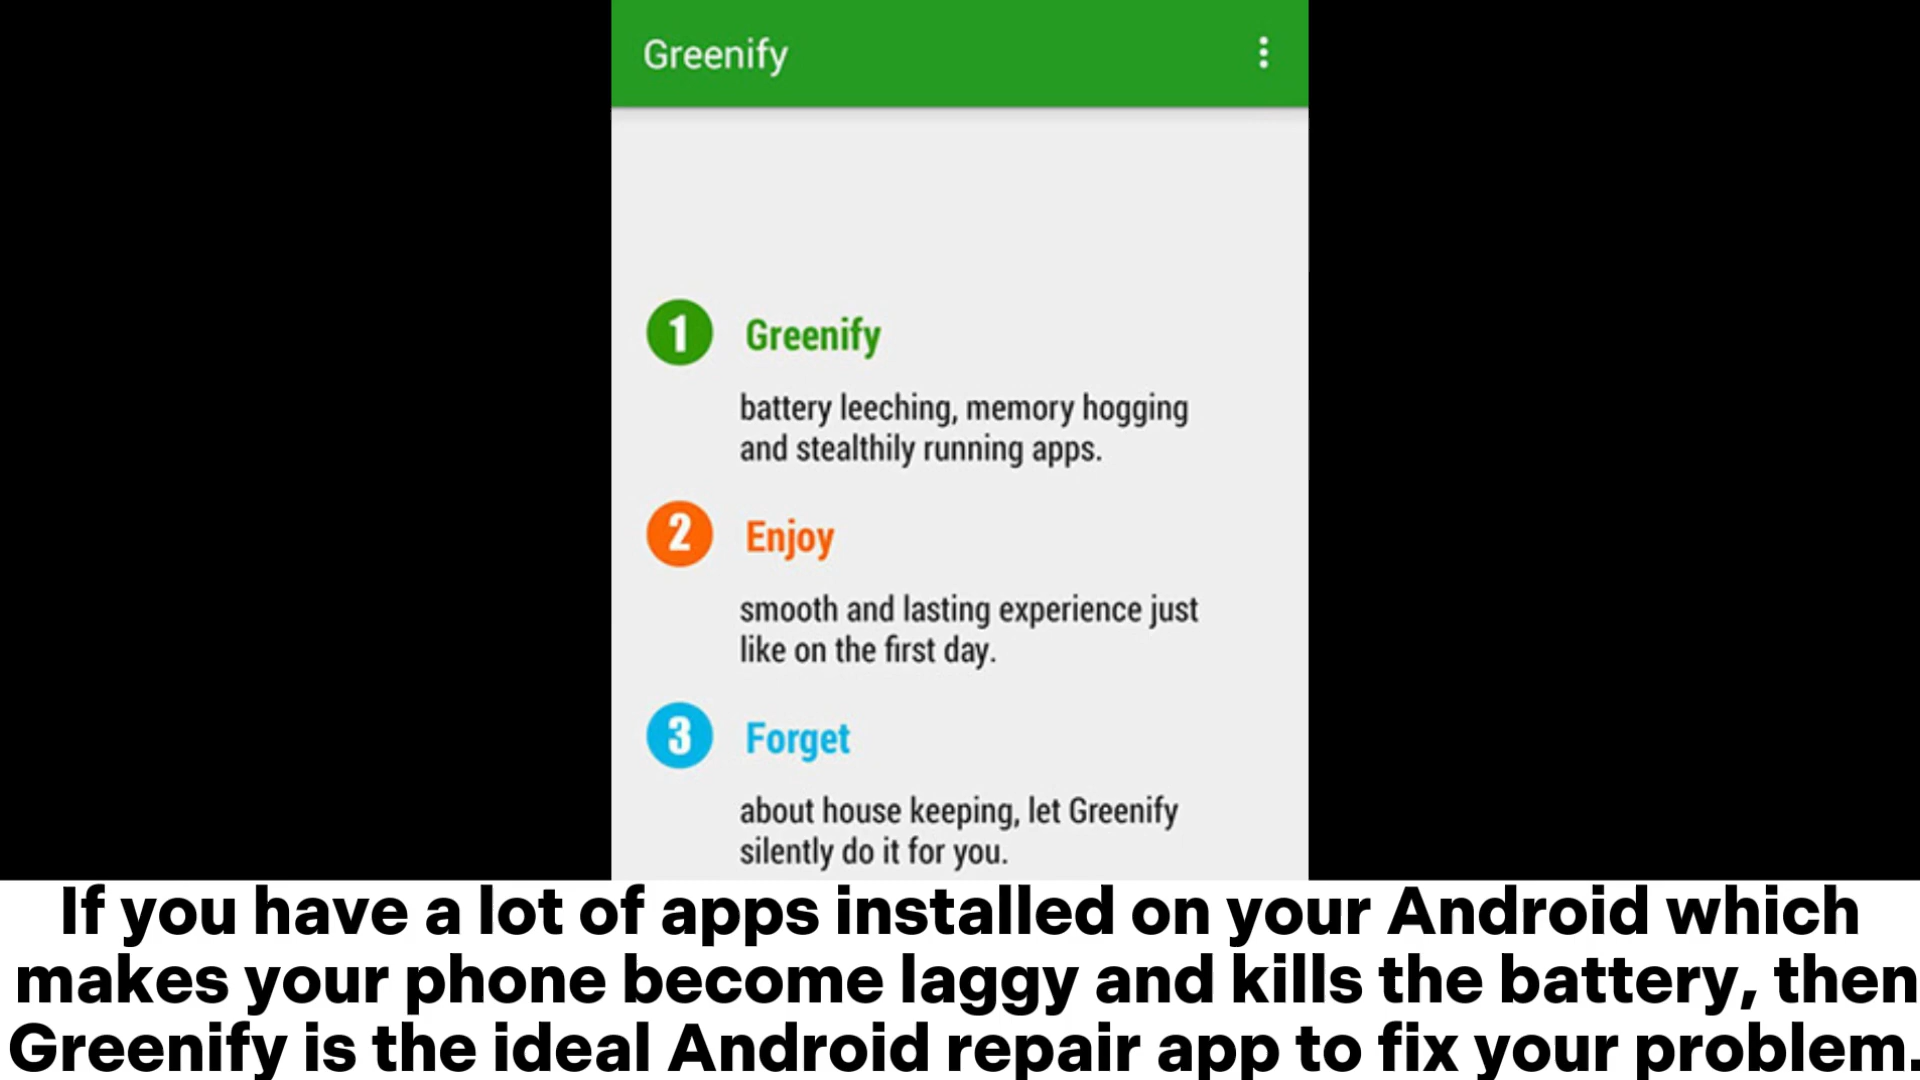 Greenify
1 Greenify
battery leeching, memory hogging
and stealthily running apps.
2 Enjoy
smooth and lasting experience just
like on the first day.
3 Forget
about house keeping, let Greenify
silently do it for you.
If you have a lot of apps installed on your Android which
makes your phone become laggy and kills the battery, then
Greenify is the ideal Android repair app to fix your problem.